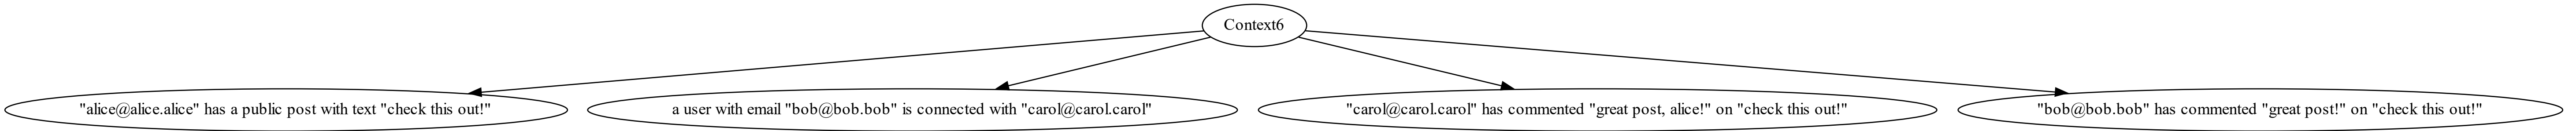 Context6
"alice@alice.alice" has a public post with text "check this out!"
a user with email "bob@bob.bob" is connected with "carol@carol.carol"
"carol@carol.carol" has commented "great post, alice!" on "check this out!"
"bob@bob.bob" has commented "great post!" on "check this out!"